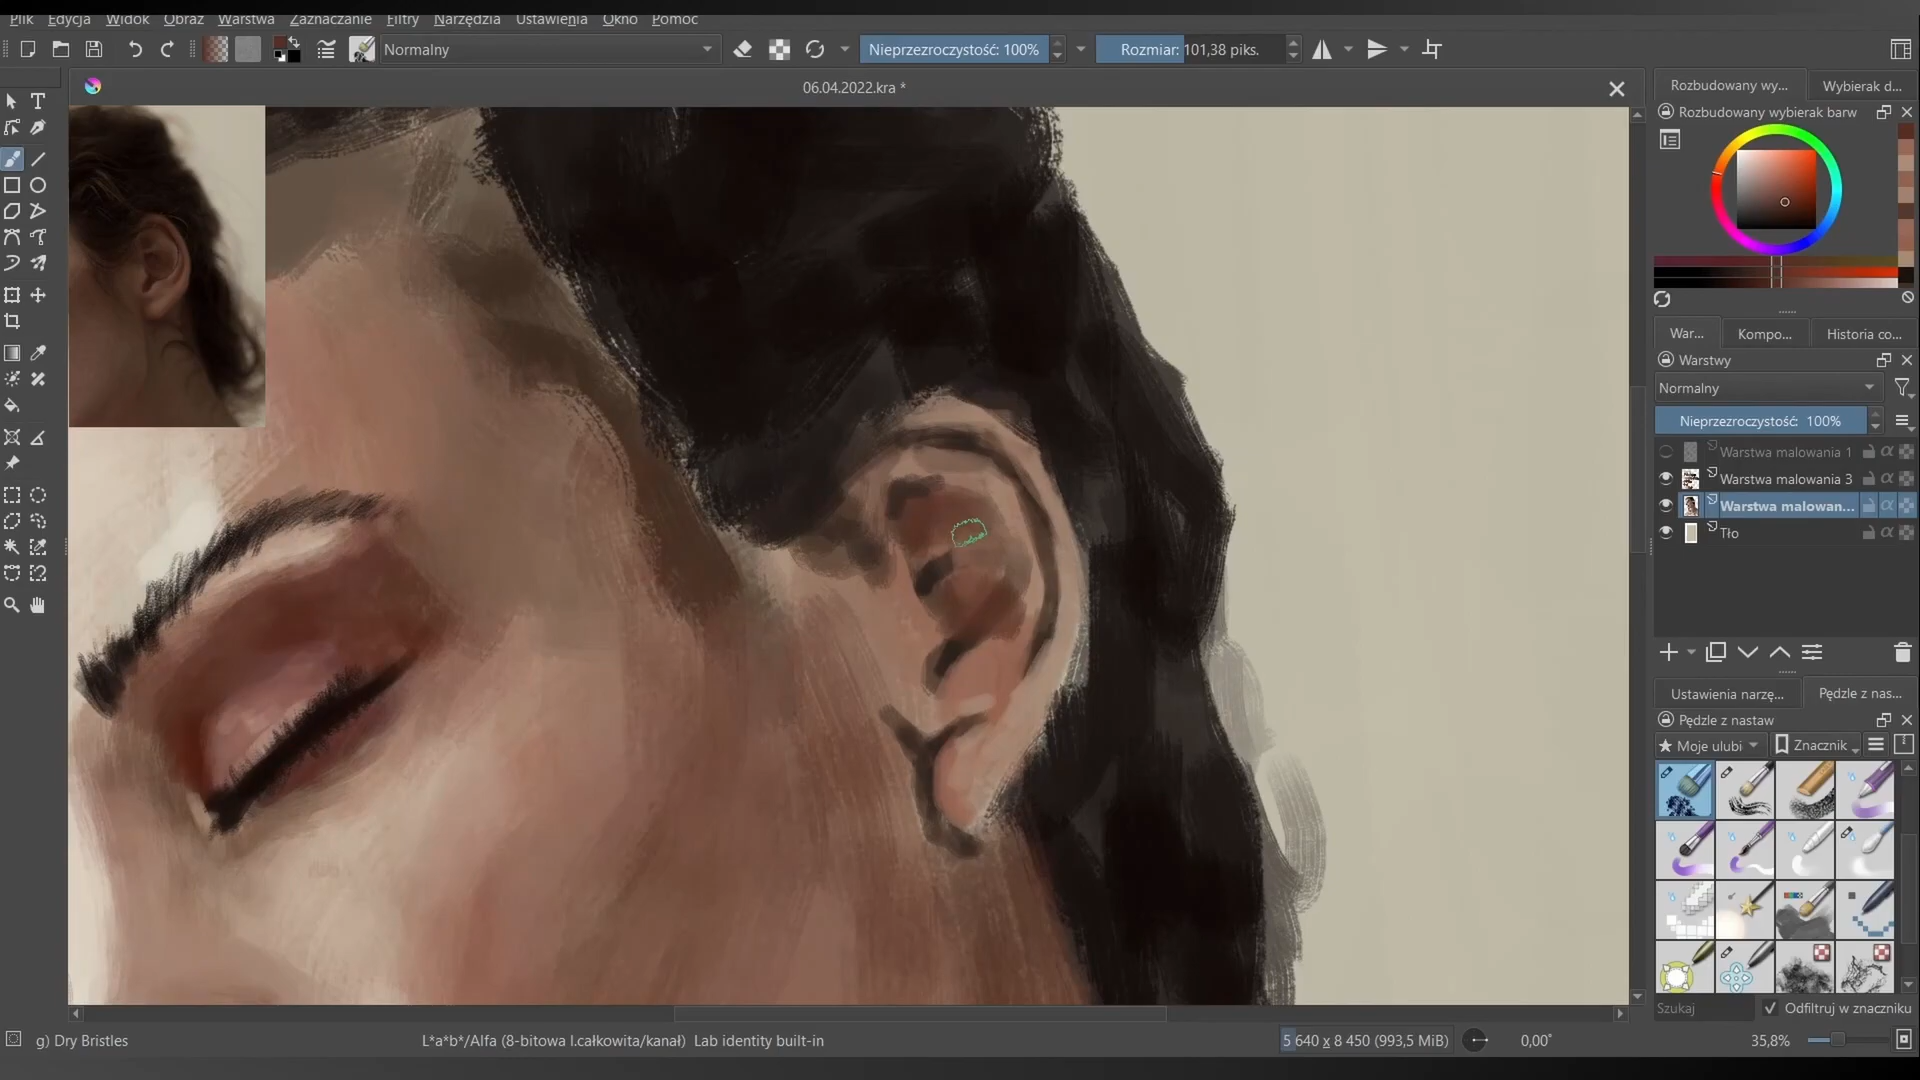 Plik Edycja Widok Obraz Warstwa Zaznaczanie Filtry Narzędzia Ustawienia Okno Pomoc
Normalny Nieprzezroczystość: 100% Rozmiar: 101,38 piks.
06.04.2022.kra *
Rozbudowany wy... Wybierak d...
Rozbudowany wybierak barw
War... Kompo... Historia co...
Warstwy
Normalny
Nieprzezroczystość: 100%
Warstwa malowania 1
Warstwa malowania 3
Warstwa malowan...
Tło
Ustawienia narzę... Pędzle z nas...
Pędzle z nastaw
Moje ulubi Znacznik
Szukaj Odfiltruj w znaczniku
g) Dry Bristles L*a*b*/Alfa (8-bitowa l.całkowita/kanał) Lab identity built-in 5 640 x 8 450 (993,5 MiB) 0,00° 35,8%